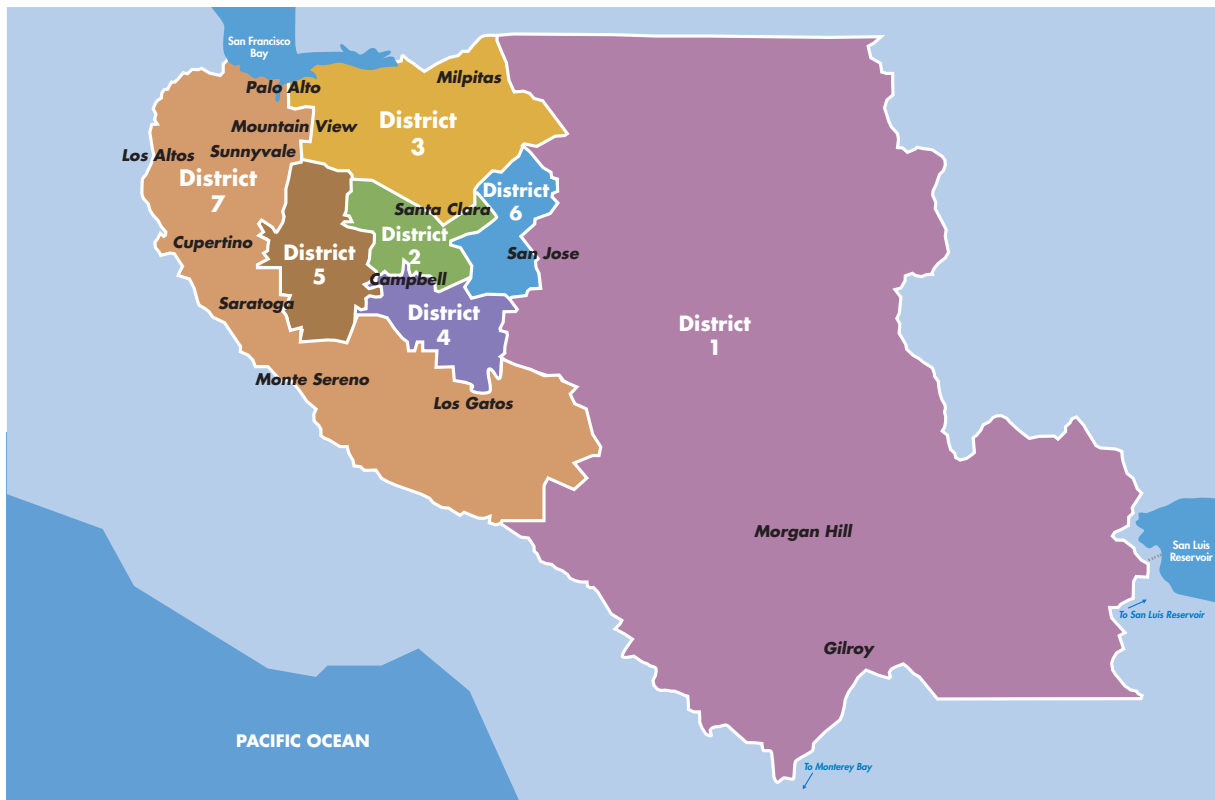 San Francisco
Bay
Milpitas
Palo Alto
District
3
Mountain View
Los Altos
Sunnyvale
District
7
District
6
Santa Clara
District
2
Cupertino
District
5
San Jose
Campbell
Saratoga
District
4
District
1
Monte Sereno
Los Gatos
Morgan Hill
San Luis
Reservoir
To San Luis Reservoir
Gilroy
PACIFIC OCEAN
To Monterey Bay